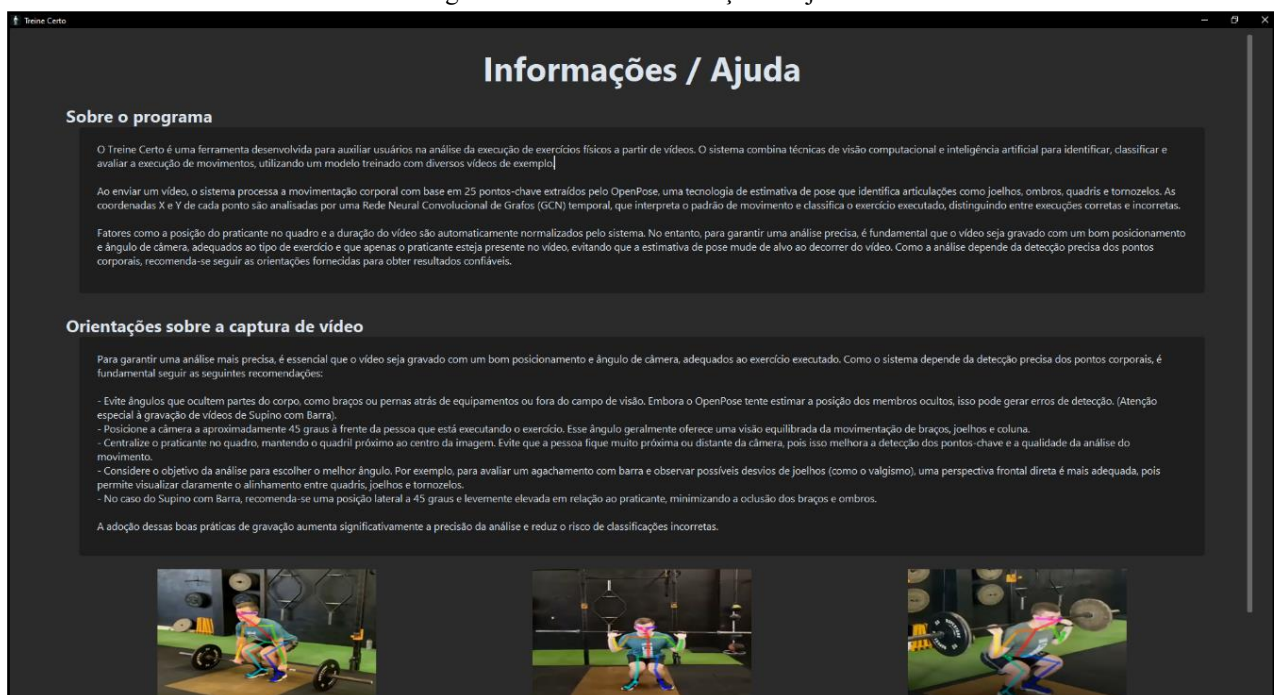 Treine Certo
Informações / Ajuda
Sobre o programa
O Treine Certo é uma ferramenta desenvolvida para auxiliar usuários na análise da execução de exercícios físicos a partir de vídeos. O sistema combina técnicas de visão computacional e inteligência artificial para identificar, classificar e
avaliar a execução de movimentos, utilizando um modelo treinado com diversos vídeos de exemplo.
Ao enviar um vídeo, o sistema processa a movimentação corporal com base em 25 pontos-chave extraídos pelo OpenPose, uma tecnologia de estimativa de pose que identifica articulações como joelhos, ombros, quadris e tornozelos. As
coordenadas X e Y de cada ponto são analisadas por uma Rede Neural Convolucional de Grafos (GCN) temporal, que interpreta o padrão de movimento e classifica o exercício executado, distinguindo entre execuções corretas e incorretas.
Fatores como a posição do praticante no quadro e a duração do vídeo são automaticamente normalizados pelo sistema. No entanto, para garantir uma análise precisa, é fundamental que o vídeo seja gravado com um bom posicionamento
e ângulo de câmera, adequados ao tipo de exercício e que apenas o praticante esteja presente no vídeo, evitando que a estimativa de pose mude de alvo ao decorrer do vídeo. Como a análise depende da detecção precisa dos pontos
corporais, recomenda-se seguir as orientações fornecidas para obter resultados confiáveis.
Orientações sobre a captura de vídeo
Para garantir uma análise mais precisa, é essencial que o vídeo seja gravado com um bom posicionamento e ângulo de câmera, adequados ao exercício executado. Como o sistema depende da detecção precisa dos pontos corporais, é
fundamental seguir as seguintes recomendações:
- Evite ângulos que ocultem partes do corpo, como braços ou pernas atrás de equipamentos ou fora do campo de visão. Embora o OpenPose tente estimar a posição dos membros ocultos, isso pode gerar erros de detecção. (Atenção
especial à gravação de vídeos de Supino com Barra).
- Posicione a câmera a aproximadamente 45 graus à frente da pessoa que está executando o exercício. Esse ângulo geralmente oferece uma visão equilibrada da movimentação de braços, joelhos e coluna.
- Centralize o praticante no quadro, mantendo o quadril próximo ao centro da imagem. Evite que a pessoa fique muito próxima ou distante da câmera, pois isso melhora a detecção dos pontos-chave e a qualidade da análise do
movimento.
- Considere o objetivo da análise para escolher o melhor ângulo. Por exemplo, para avaliar um agachamento com barra e observar possíveis desvios de joelhos (como o valgismo), uma perspectiva frontal direta é mais adequada, pois
permite visualizar claramente o alinhamento entre quadris, joelhos e tornozelos.
- No caso do Supino com Barra, recomenda-se uma posição lateral a 45 graus e levemente elevada em relação ao praticante, minimizando a oclusão dos braços e ombros.
A adoção dessas boas práticas de gravação aumenta significativamente a precisão da análise e reduz o risco de classificações incorretas.